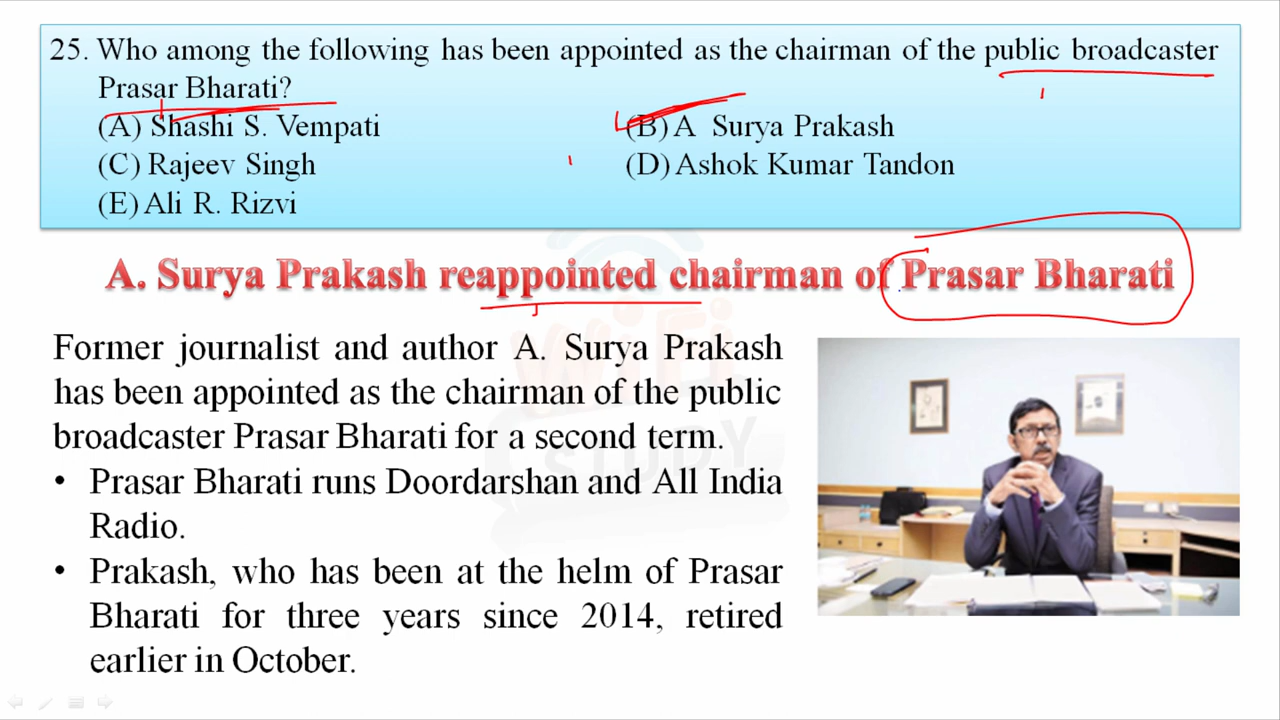 25. Who among the following has been appointed as the chairman of the public broadcaster
Prasar Bharati?
(A) Shashi S. Vempati (B) A Surya Prakash
(C) Rajeev Singh (D) Ashok Kumar Tandon
(E) Ali R. Rizvi
A. Surya Prakash reappointed chairman of Prasar Bharati
Former journalist and author A. Surya Prakash
has been appointed as the chairman of the public
broadcaster Prasar Bharati for a second term.
• Prasar Bharati runs Doordarshan and All India
Radio.
• Prakash, who has been at the helm of Prasar
Bharati for three years since 2014, retired
earlier in October.
WiFi
STUDY